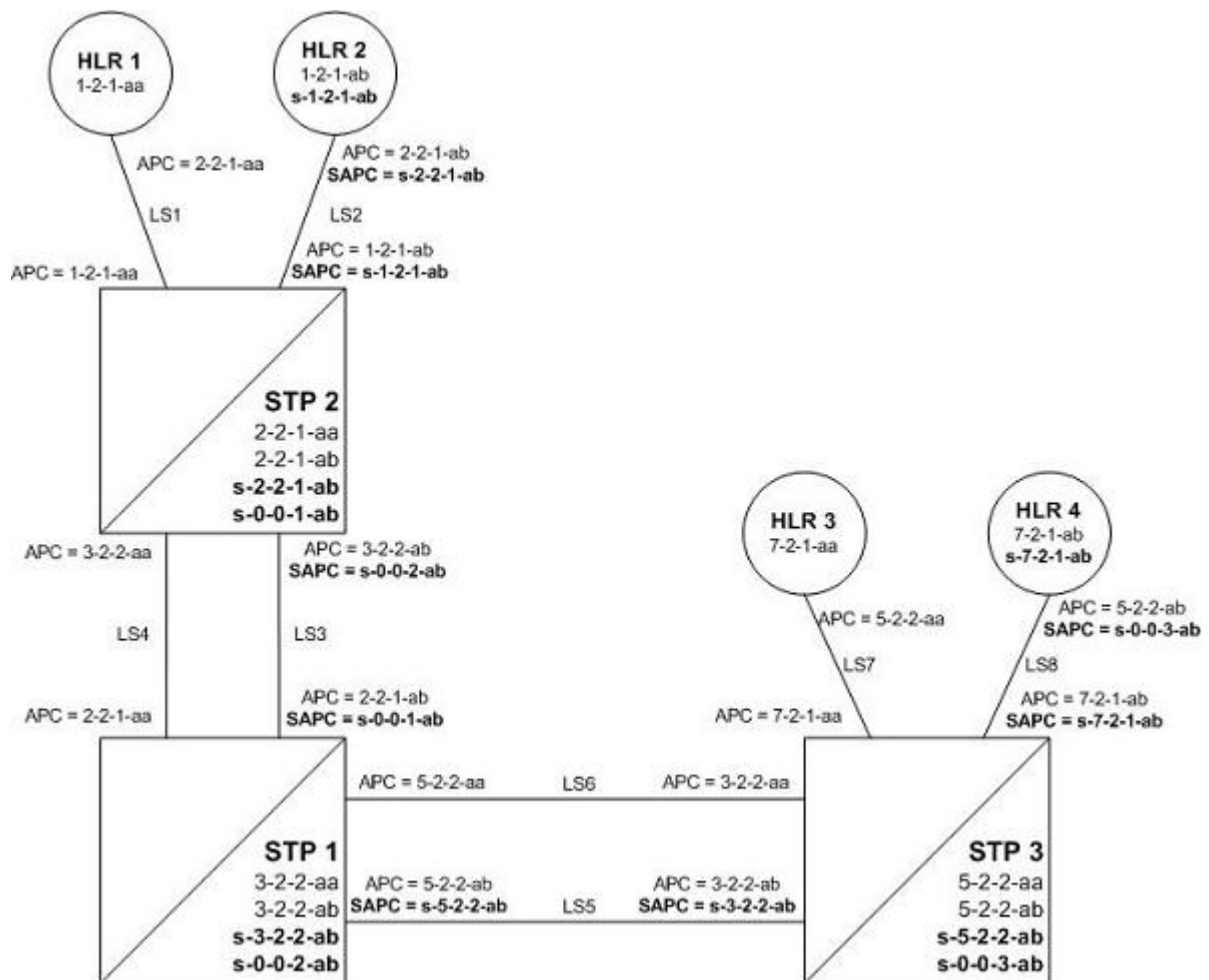 HLR 1
1-2-1-aa
HLR 2
1-2-1-ab
s-1-2-1-ab
APC = 2-2-1-aa
APC = 2-2-1-ab
SAPC = s-2-2-1-ab
LS1
LS2
APC = 1-2-1-aa
APC = 1-2-1-ab
SAPC = s-1-2-1-ab
STP 2
2-2-1-aa
2-2-1-ab
s-2-2-1-ab
s-0-0-1-ab
APC = 3-2-2-aa
APC = 3-2-2-ab
SAPC = s-0-0-2-ab
LS4
LS3
APC = 2-2-1-aa
APC = 2-2-1-ab
SAPC = s-0-0-1-ab
HLR 3
7-2-1-aa
HLR 4
7-2-1-ab
s-7-2-1-ab
APC = 5-2-2-aa
APC = 5-2-2-ab
SAPC = s-0-0-3-ab
LS7
LS8
APC = 7-2-1-aa
APC = 7-2-1-ab
SAPC = s-7-2-1-ab
STP 1
3-2-2-aa
3-2-2-ab
s-3-2-2-ab
s-0-0-2-ab
APC = 5-2-2-aa
LS6
APC = 3-2-2-aa
APC = 5-2-2-ab
SAPC = s-5-2-2-ab
LS5
APC = 3-2-2-ab
SAPC = s-3-2-2-ab
STP 3
5-2-2-aa
5-2-2-ab
s-5-2-2-ab
s-0-0-3-ab